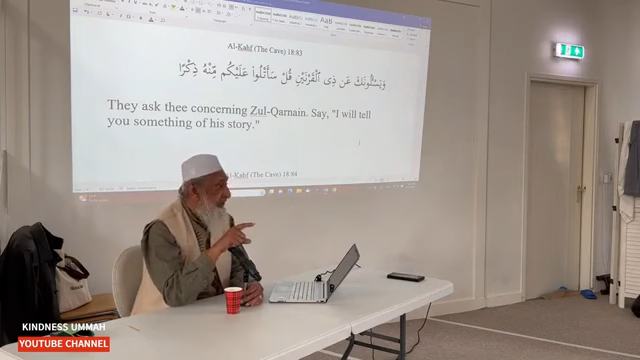 Al-Kahf (The Cave) 18:83
وَيَسْـَٔلُونَكَ عَن ذِى ٱلْقَرْنَيْنِ قُلْ سَأَتْلُوا۟ عَلَيْكُم مِّنْهُ ذِكْرًا
They ask thee concerning Zul-Qarnain. Say, "I will tell
you something of his story."
Al-Kahf (The Cave) 18:84
KINDNESS UMMAH
YOUTUBE CHANNEL